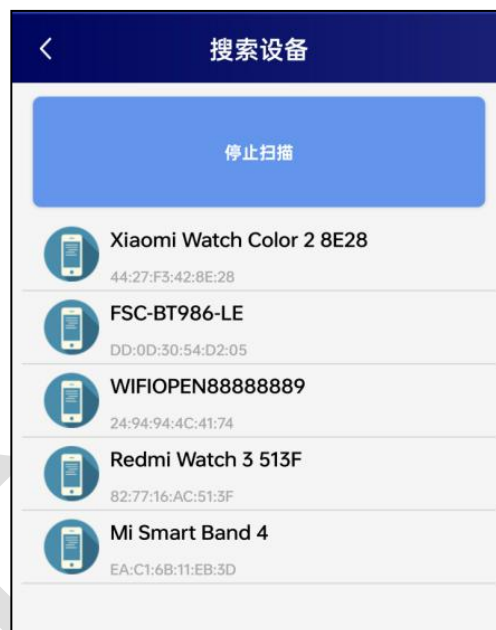 搜索设备
停止扫描
Xiaomi Watch Color 2 8E28
44:27:F3:42:8E:28
FSC-BT986-LE
DD:0D:30:54:D2:05
WIFIOPEN88888889
24:94:94:4C:41:74
Redmi Watch 3 513F
82:77:16:AC:51:3F
Mi Smart Band 4
EA:C1:6B:11:EB:3D